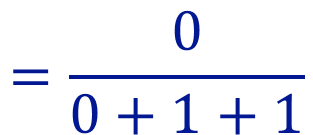 = 0 / (0 + 1 + 1)